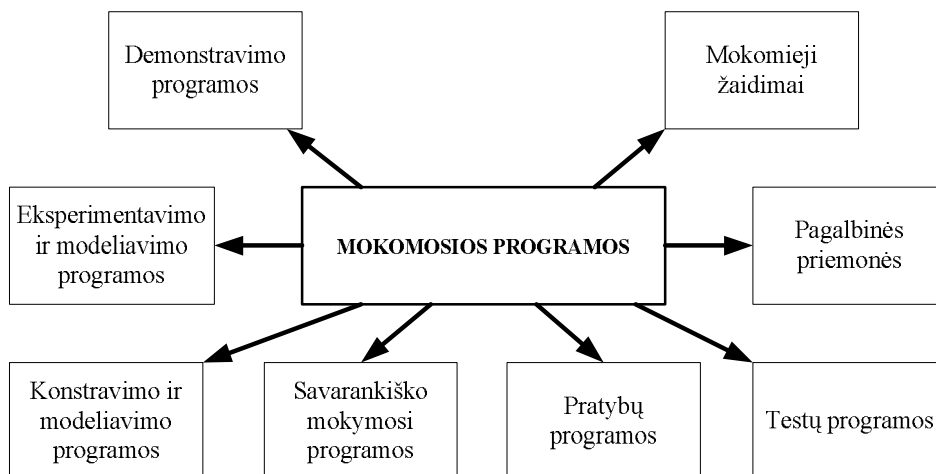 Demonstravimo
programos
Mokomieji
žaidimai
Eksperimentavimo
ir modeliavimo
programos
MOKOMOSIOS PROGRAMOS
Pagalbinės
priemonės
Konstravimo ir
modeliavimo
programos
Savarankiško
mokymosi
programos
Pratybų
programos
Testų programos